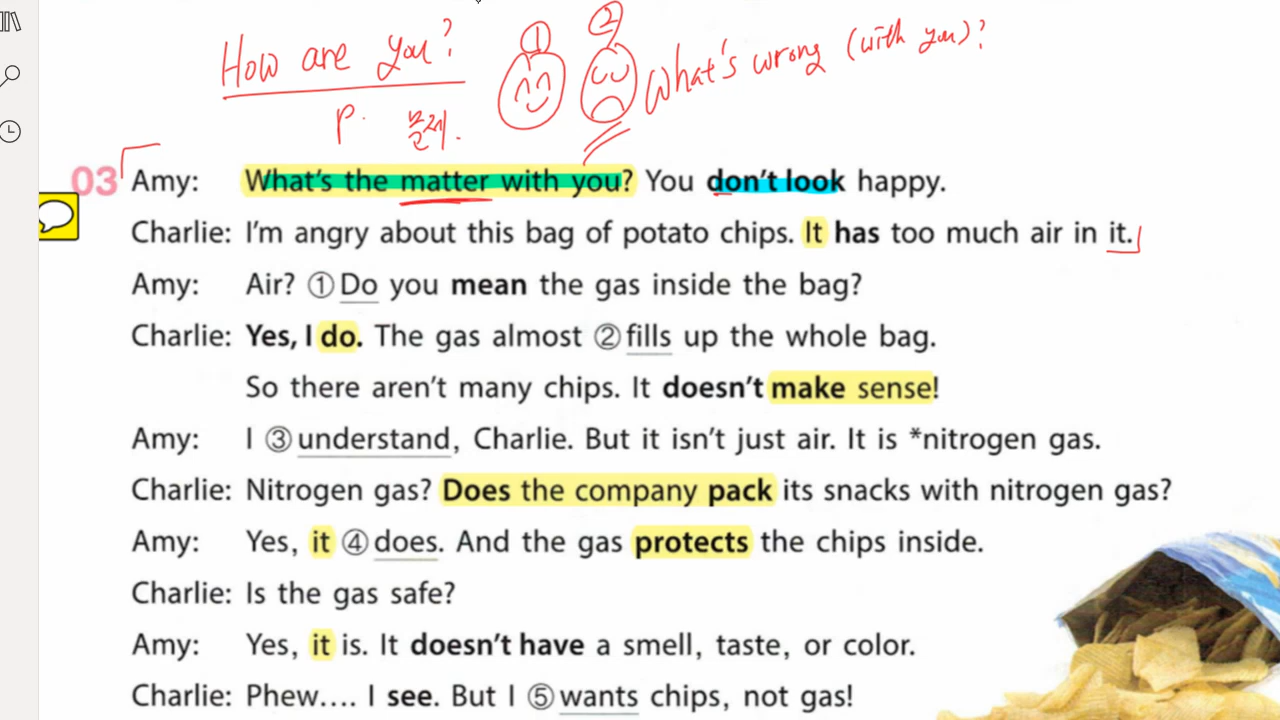 How are you? ① ② What's wrong (with you)?
p. 문제.
03 Amy: What's the matter with you? You don't look happy.
Charlie: I'm angry about this bag of potato chips. It has too much air in it.
Amy: Air? ① Do you mean the gas inside the bag?
Charlie: Yes, I do. The gas almost ② fills up the whole bag.
So there aren't many chips. It doesn't make sense!
Amy: I ③ understand, Charlie. But it isn't just air. It is *nitrogen gas.
Charlie: Nitrogen gas? Does the company pack its snacks with nitrogen gas?
Amy: Yes, it ④ does. And the gas protects the chips inside.
Charlie: Is the gas safe?
Amy: Yes, it is. It doesn't have a smell, taste, or color.
Charlie: Phew.... I see. But I ⑤ wants chips, not gas!